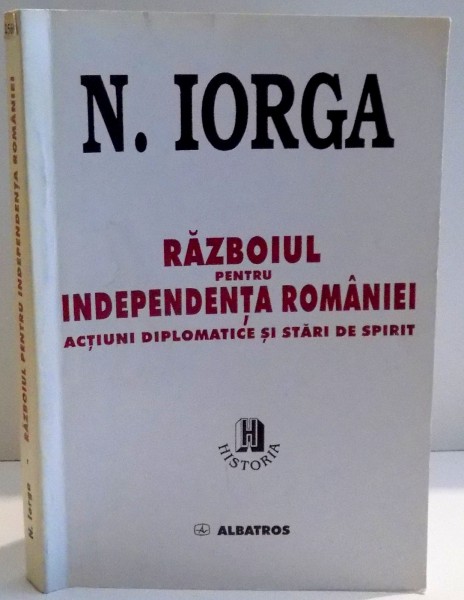 N. IORGA
RĂZBOIUL
PENTRU
INDEPENDENȚA ROMÂNIEI
ACȚIUNI DIPLOMATICE ȘI STĂRI DE SPIRIT
H
HISTORIA
ALBATROS
N. Iorga - RĂZBOIUL PENTRU INDEPENDENȚA ROMÂNIEI